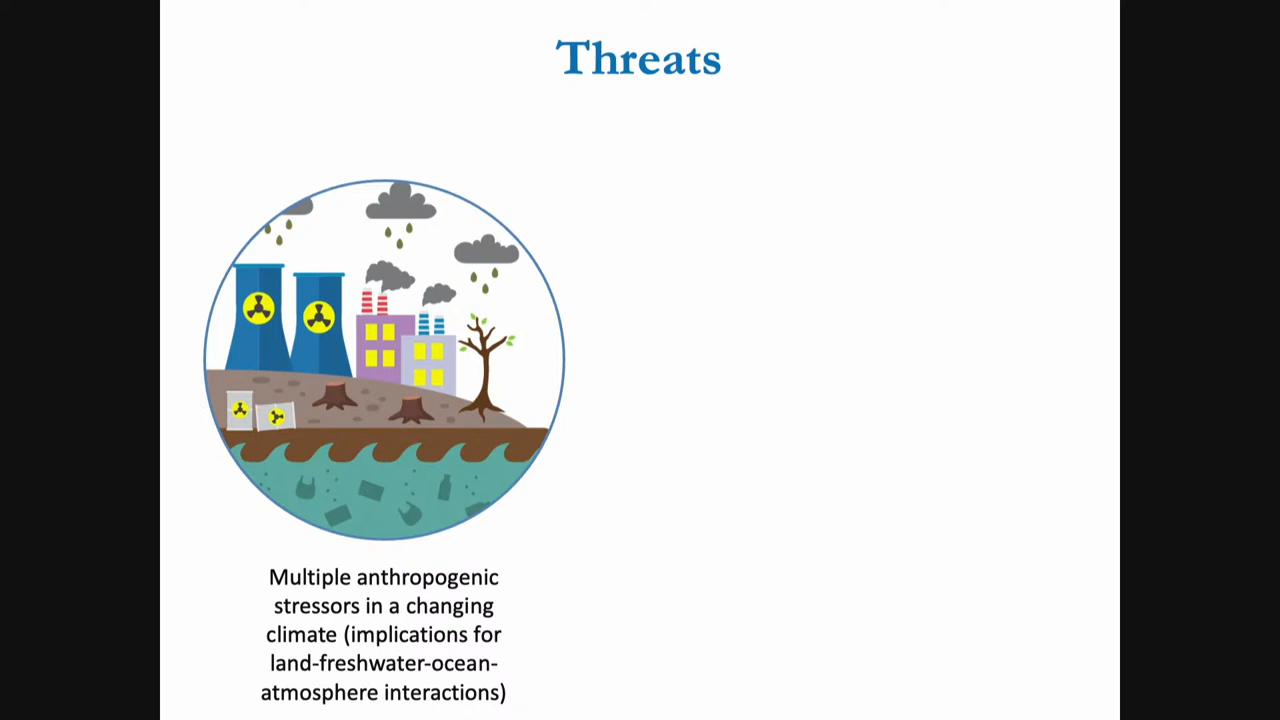 Threats
Multiple anthropogenic
stressors in a changing
climate (implications for
land-freshwater-ocean-
atmosphere interactions)